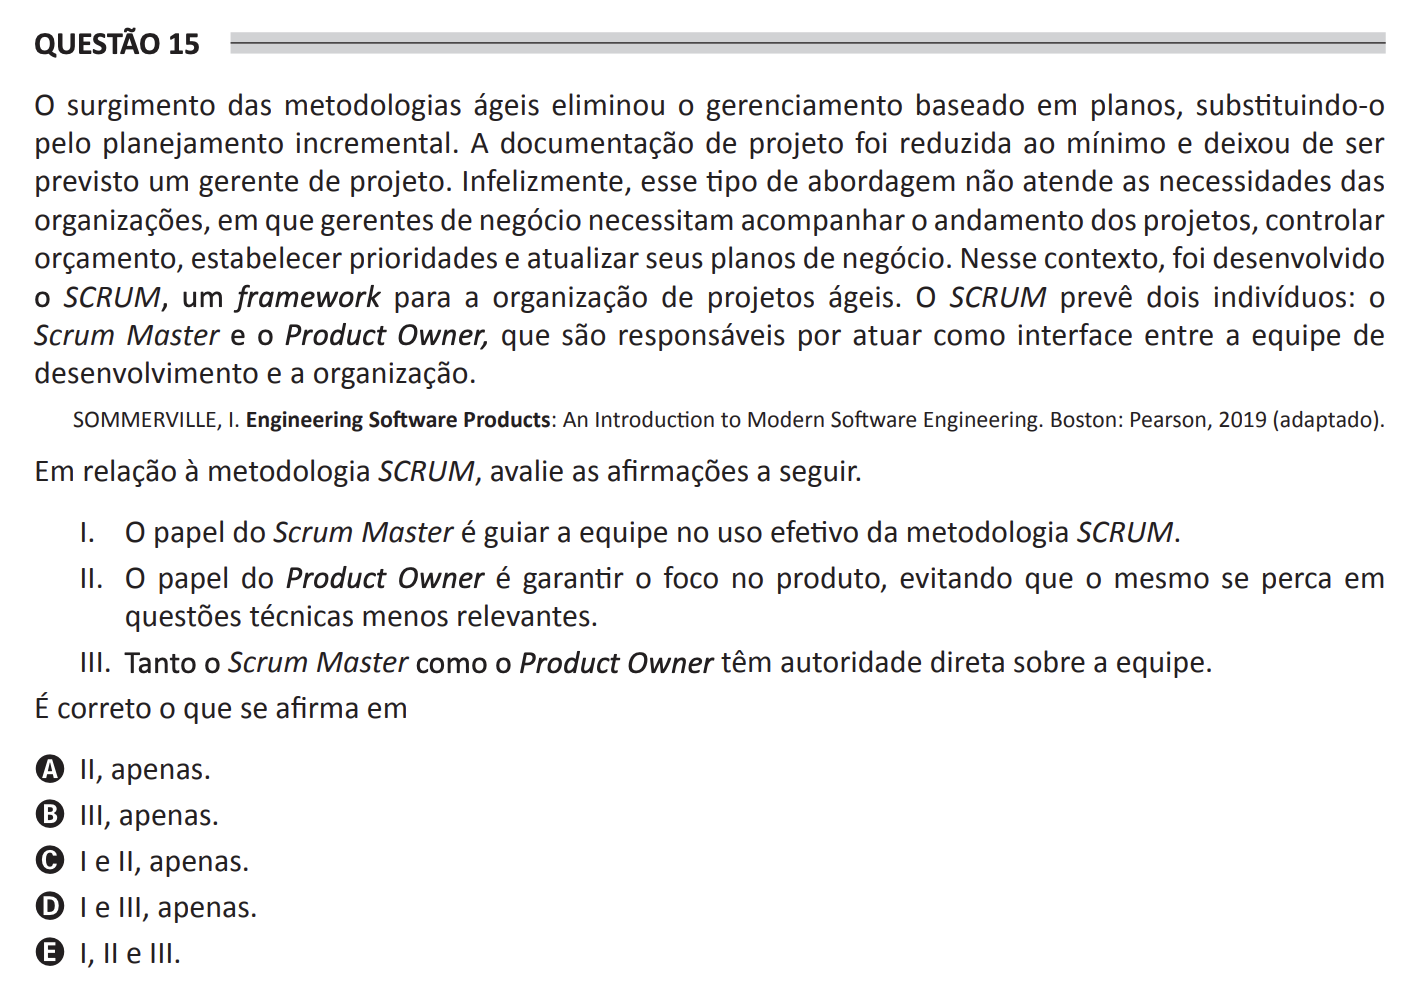 QUESTÃO 15
O surgimento das metodologias ágeis eliminou o gerenciamento baseado em planos, substituindo-o
pelo planejamento incremental. A documentação de projeto foi reduzida ao mínimo e deixou de ser
previsto um gerente de projeto. Infelizmente, esse tipo de abordagem não atende as necessidades das
organizações, em que gerentes de negócio necessitam acompanhar o andamento dos projetos, controlar
orçamento, estabelecer prioridades e atualizar seus planos de negócio. Nesse contexto, foi desenvolvido
o SCRUM, um framework para a organização de projetos ágeis. O SCRUM prevê dois indivíduos: o
Scrum Master e o Product Owner, que são responsáveis por atuar como interface entre a equipe de
desenvolvimento e a organização.
SOMMERVILLE, I. Engineering Software Products: An Introduction to Modern Software Engineering. Boston: Pearson, 2019 (adaptado).
Em relação à metodologia SCRUM, avalie as afirmações a seguir.
I. O papel do Scrum Master é guiar a equipe no uso efetivo da metodologia SCRUM.
II. O papel do Product Owner é garantir o foco no produto, evitando que o mesmo se perca em
questões técnicas menos relevantes.
III. Tanto o Scrum Master como o Product Owner têm autoridade direta sobre a equipe.
É correto o que se afirma em
A II, apenas.
B III, apenas.
C I e II, apenas.
D I e III, apenas.
E I, II e III.